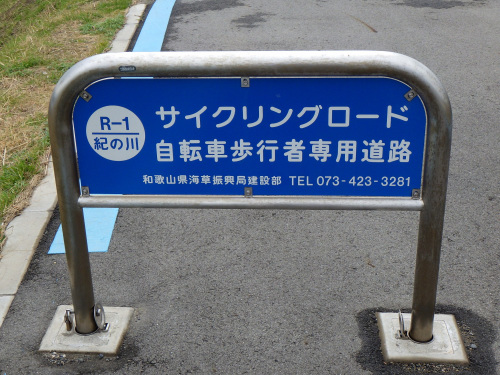 R-1
紀の川
サイクリングロード
自転車歩行者専用道路
和歌山県海草振興局建設部 TEL 073-423-3281